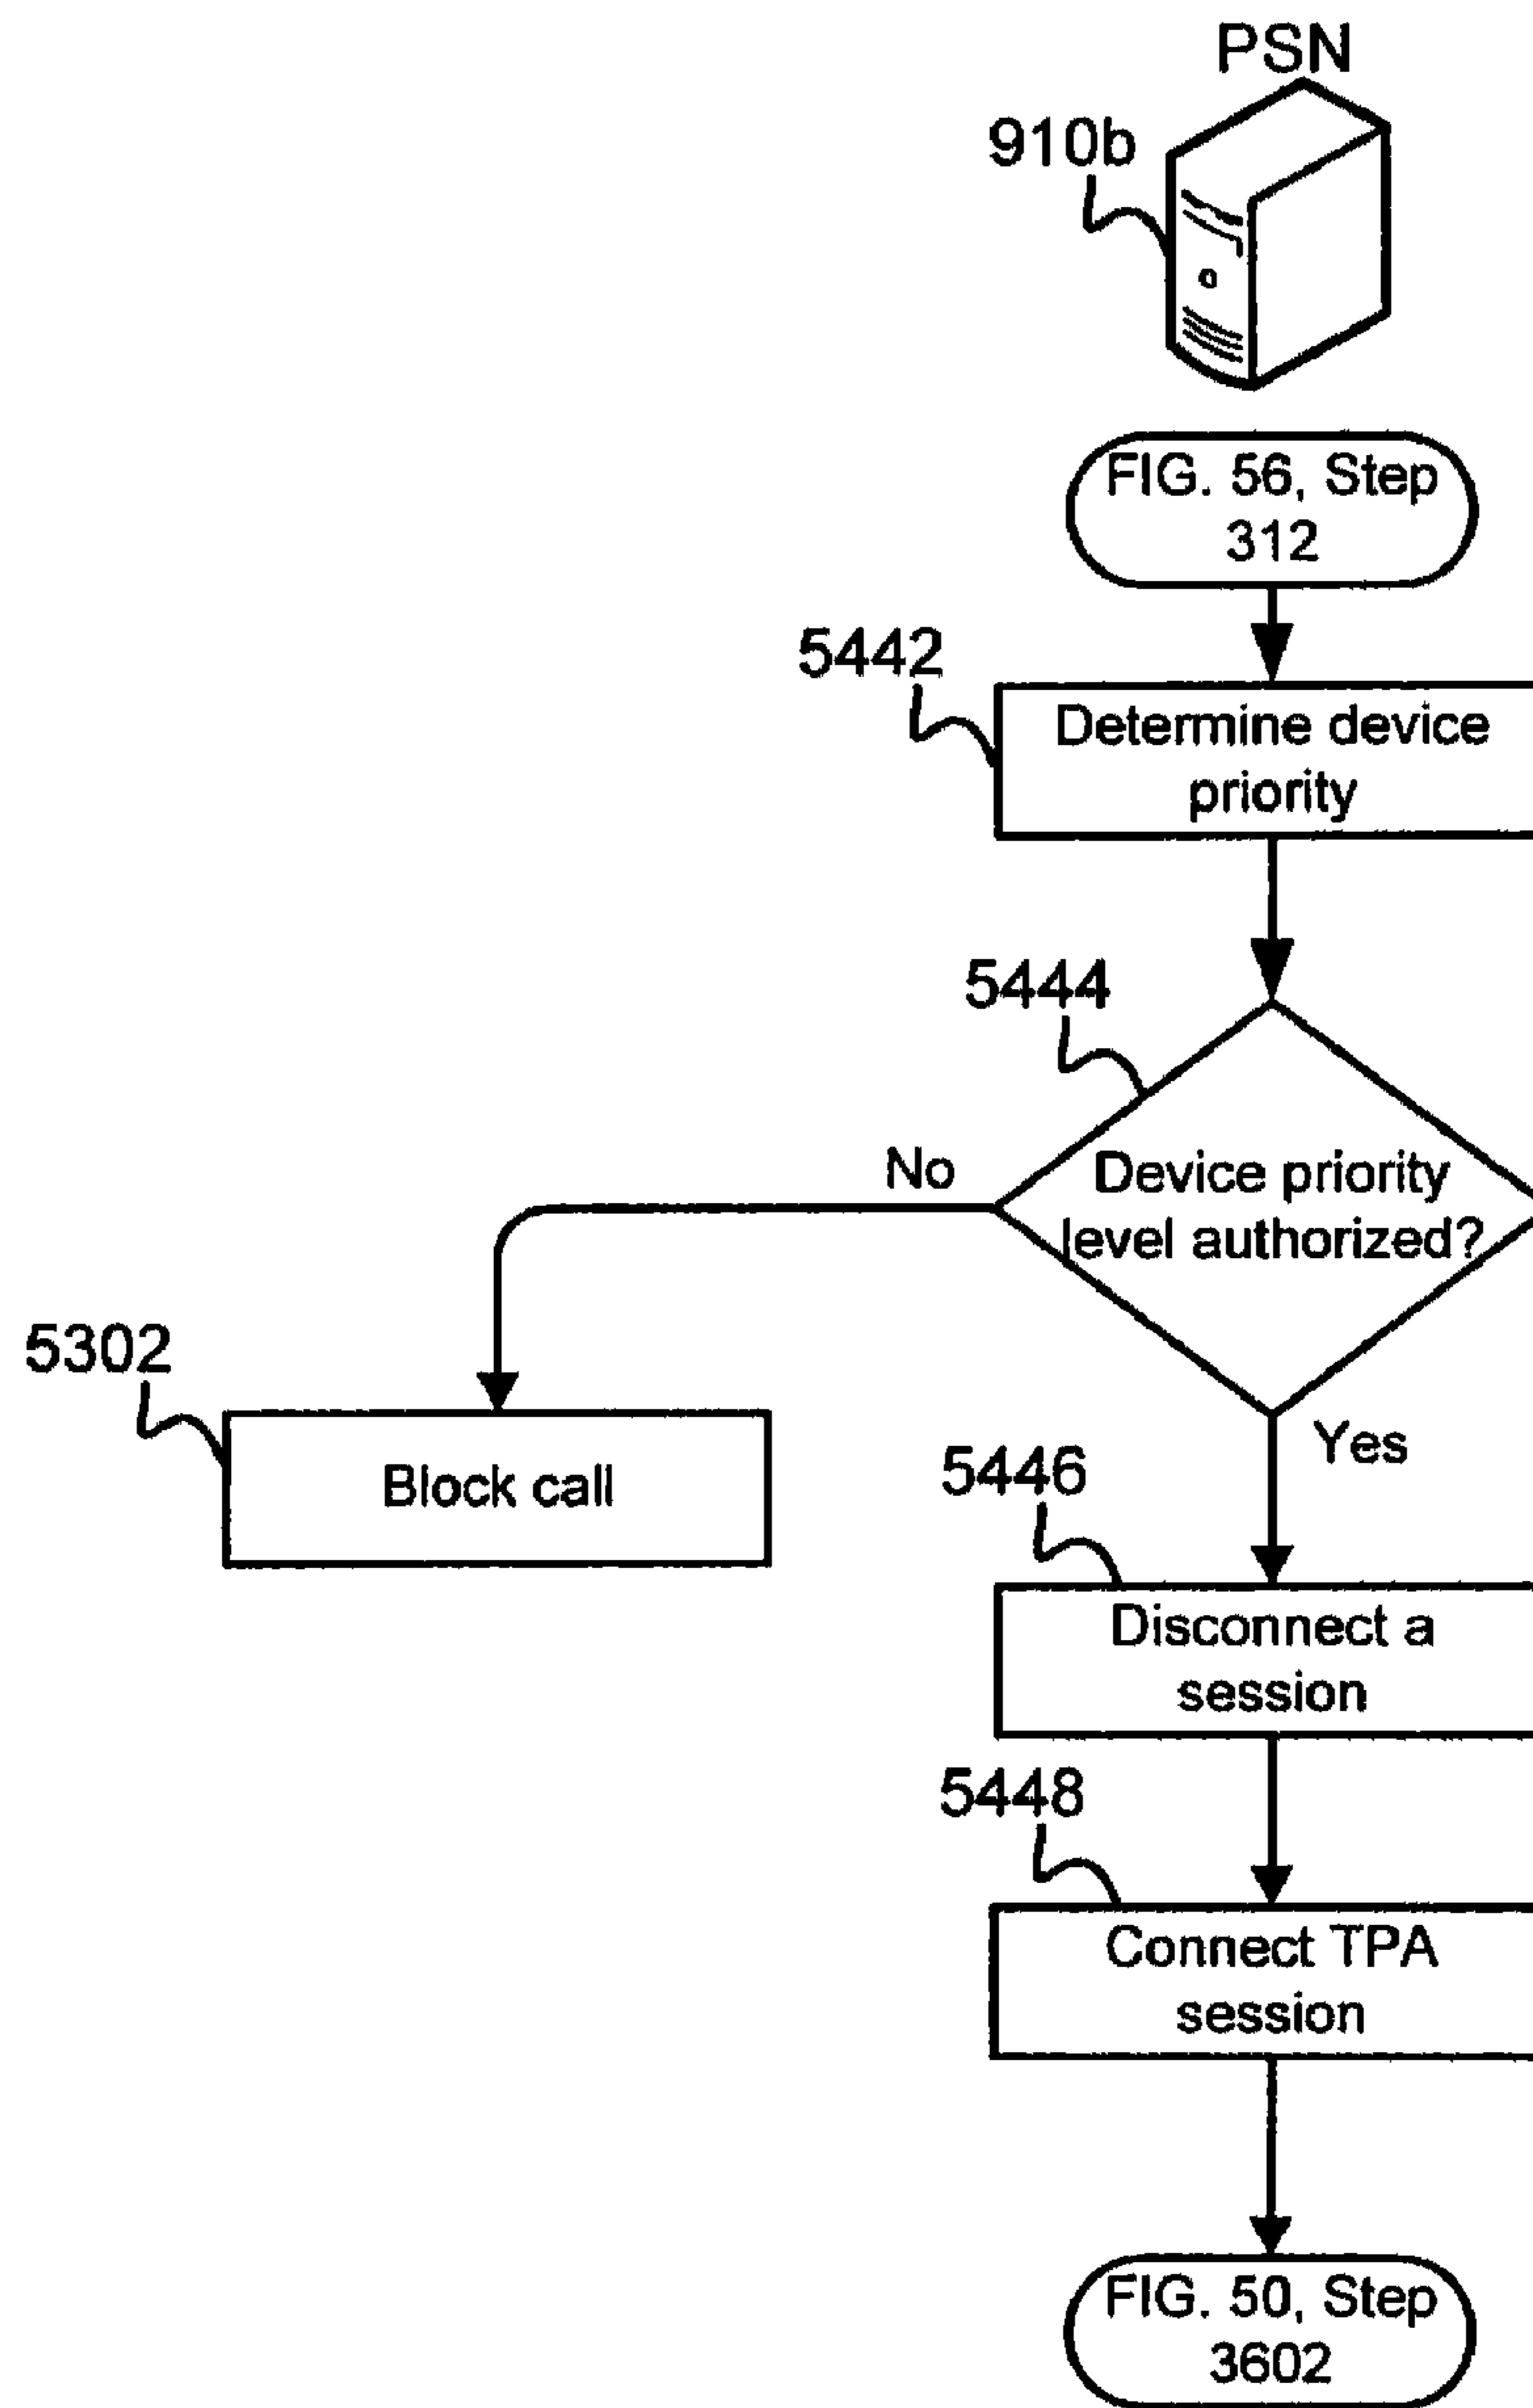 PSN
910b
FIG. 56, Step
312
5442
Determine device
priority
5444
No
Device priority
level authorized?
5302
Yes
Block call
5446
Disconnect a
session
5448
Connect TPA
session
FIG. 50, Step
3602